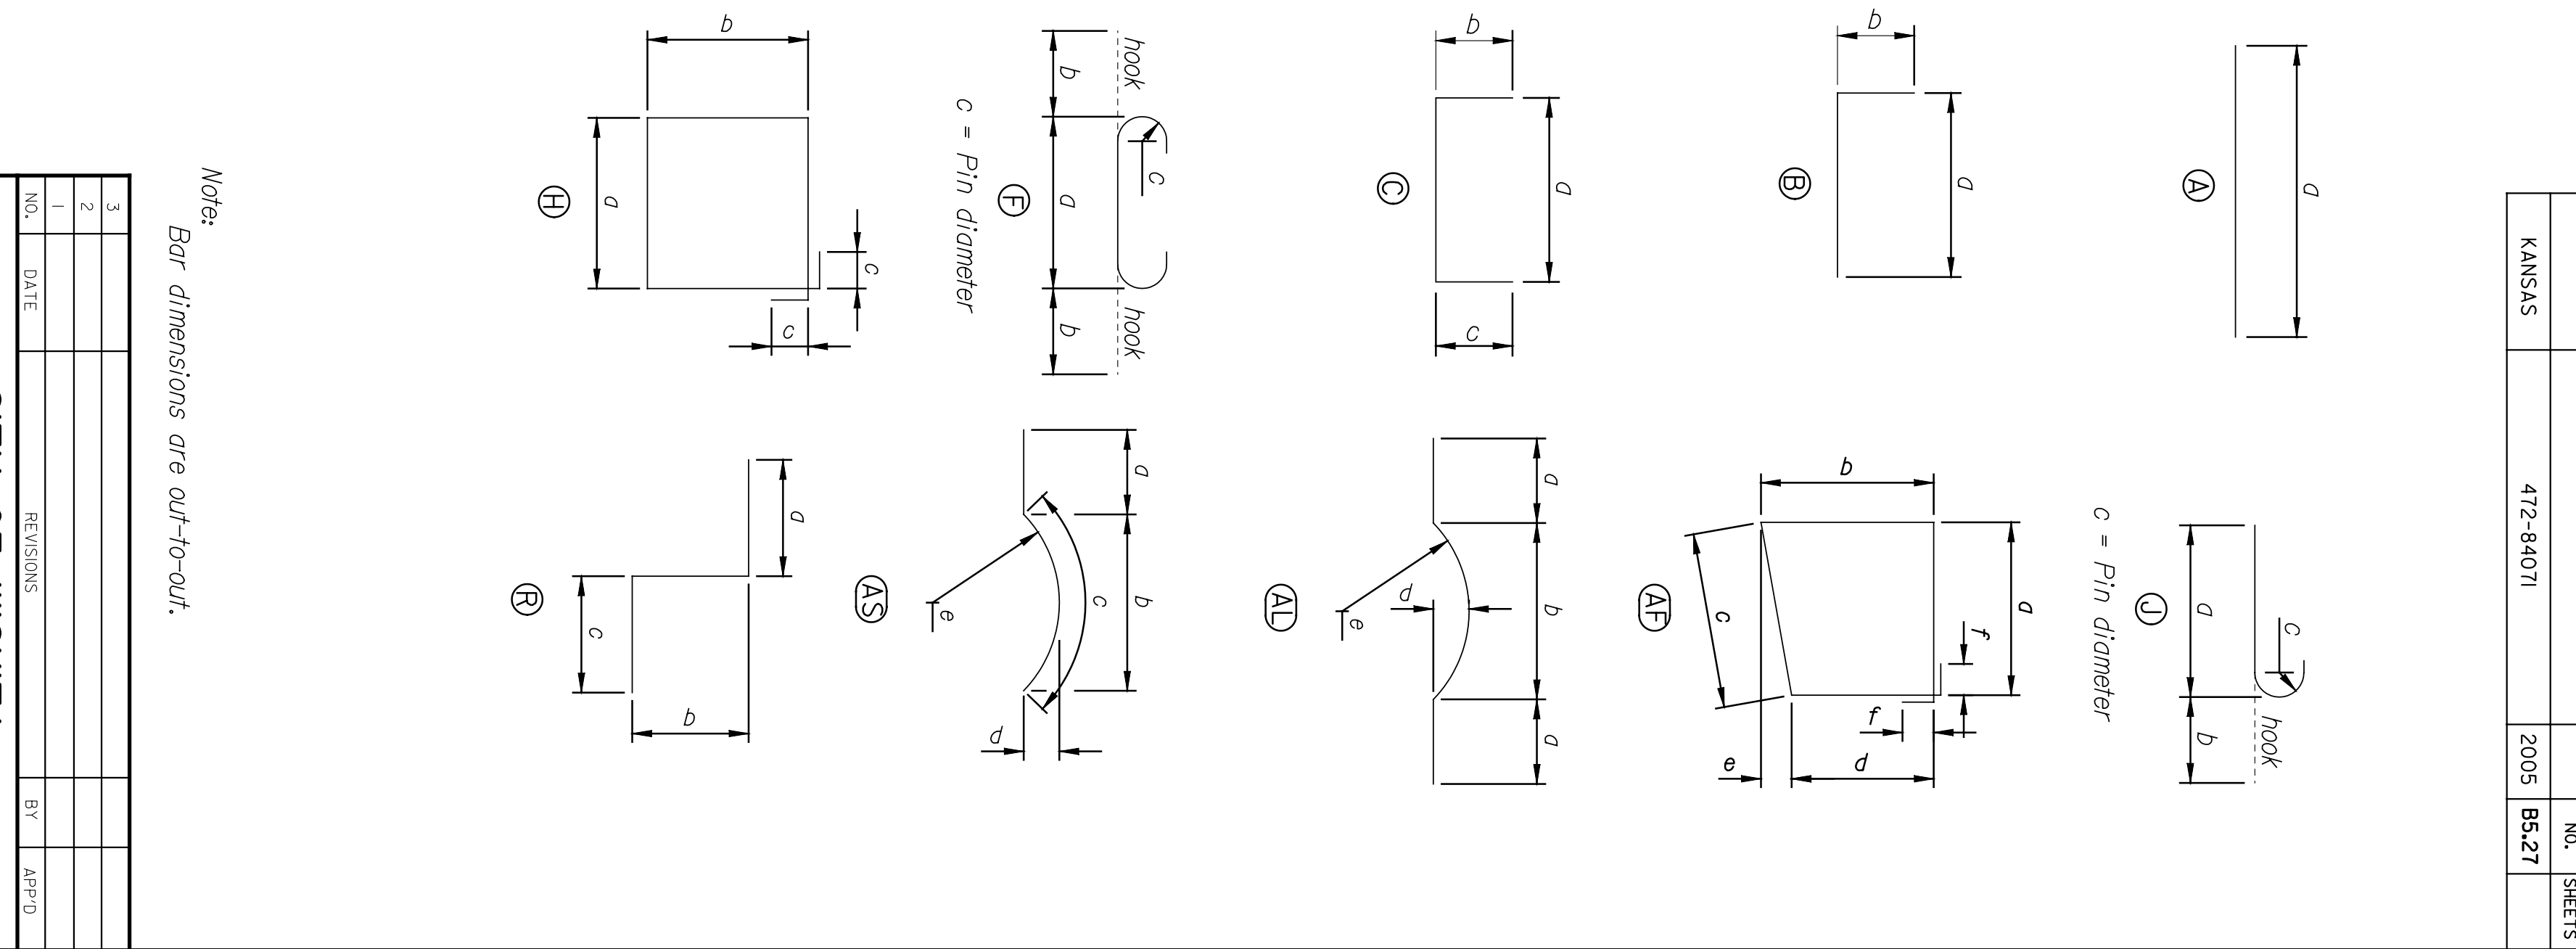 NO.
SHEETS
KANSAS
472-84071
2005
B5.27
a
A
a
b
B
a
b
c
C
hook
hook
c
b
a
b
F
c = Pin diameter
b
a
c
c
H
c
hook
a
b
J
c = Pin diameter
a
b
f
f
c
d
e
AF
a
b
a
d
e
AL
a
b
c
e
d
AS
a
b
c
R
Note:
Bar dimensions are out-to-out.
3
2
1
NO.
DATE
REVISIONS
BY
APP'D